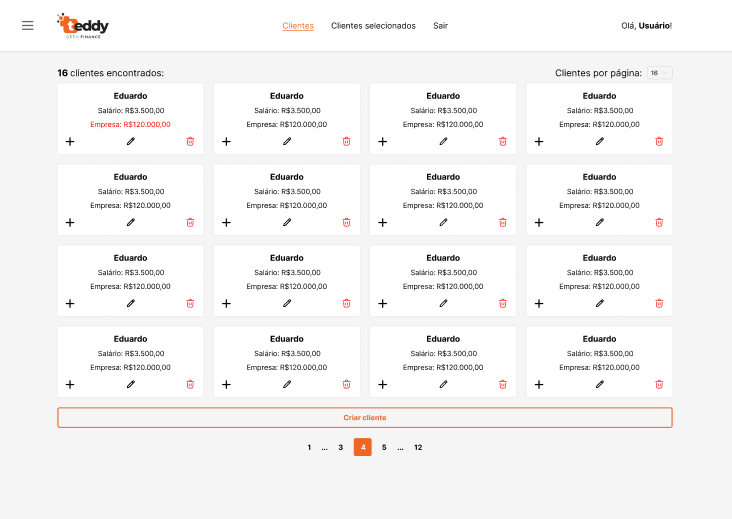 teddy
OPEN FINANCE
Clientes Clientes selecionados Sair
Olá, Usuário!
16 clientes encontrados:
Clientes por página: 16
Eduardo Eduardo Eduardo Eduardo
Salário: R$3.500,00 Salário: R$3.500,00 Salário: R$3.500,00 Salário: R$3.500,00
Empresa: R$120.000,00 Empresa: R$120.000,00 Empresa: R$120.000,00 Empresa: R$120.000,00
Eduardo Eduardo Eduardo Eduardo
Salário: R$3.500,00 Salário: R$3.500,00 Salário: R$3.500,00 Salário: R$3.500,00
Empresa: R$120.000,00 Empresa: R$120.000,00 Empresa: R$120.000,00 Empresa: R$120.000,00
Eduardo Eduardo Eduardo Eduardo
Salário: R$3.500,00 Salário: R$3.500,00 Salário: R$3.500,00 Salário: R$3.500,00
Empresa: R$120.000,00 Empresa: R$120.000,00 Empresa: R$120.000,00 Empresa: R$120.000,00
Eduardo Eduardo Eduardo Eduardo
Salário: R$3.500,00 Salário: R$3.500,00 Salário: R$3.500,00 Salário: R$3.500,00
Empresa: R$120.000,00 Empresa: R$120.000,00 Empresa: R$120.000,00 Empresa: R$120.000,00
Criar cliente
1 ... 3 4 5 ... 12